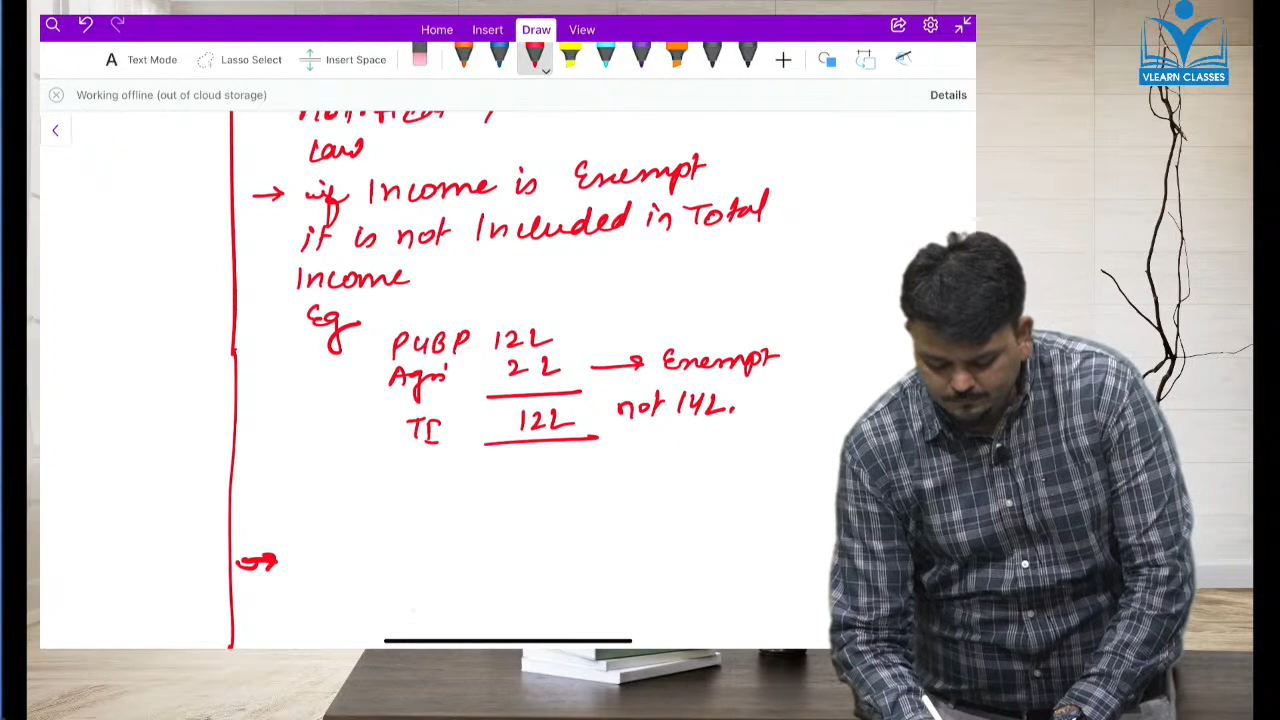 Home Insert Draw View
VLEARN CLASSES
Text Mode Lasso Select Insert Space
Working offline (out of cloud storage) Details
Law
→ if Income is Exempt
it is not Included in Total
Income
Eg
PGBP 12L
Agri 2L → Exempt
TI 12L not 14L.
→